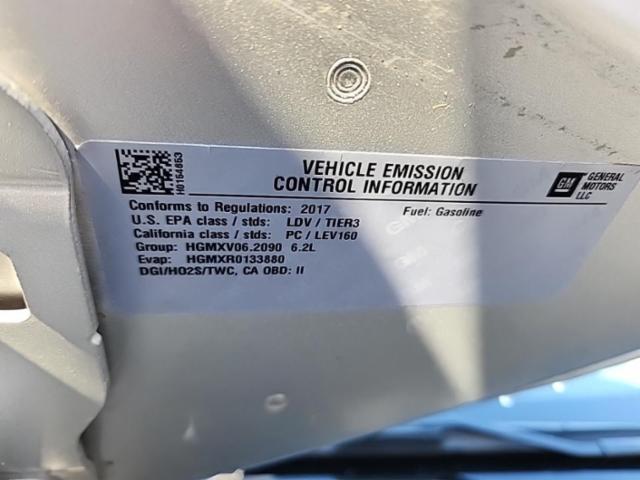 H0154863
VEHICLE EMISSION
CONTROL INFORMATION
GM
GENERAL
MOTORS
LLC
Conforms to Regulations: 2017
Fuel: Gasoline
U.S. EPA class / stds: LDV / TIER3
California class / stds: PC / LEV160
Group: HGMXV06.2090 6.2L
Evap: HGMXR0133880
DGI/HO2S/TWC, CA OBD: II